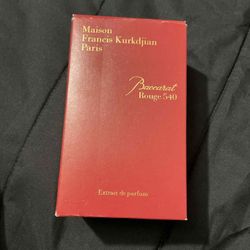 Maison
Francis Kurkdjian
Paris
Baccarat
Rouge 540
Extrait de parfum